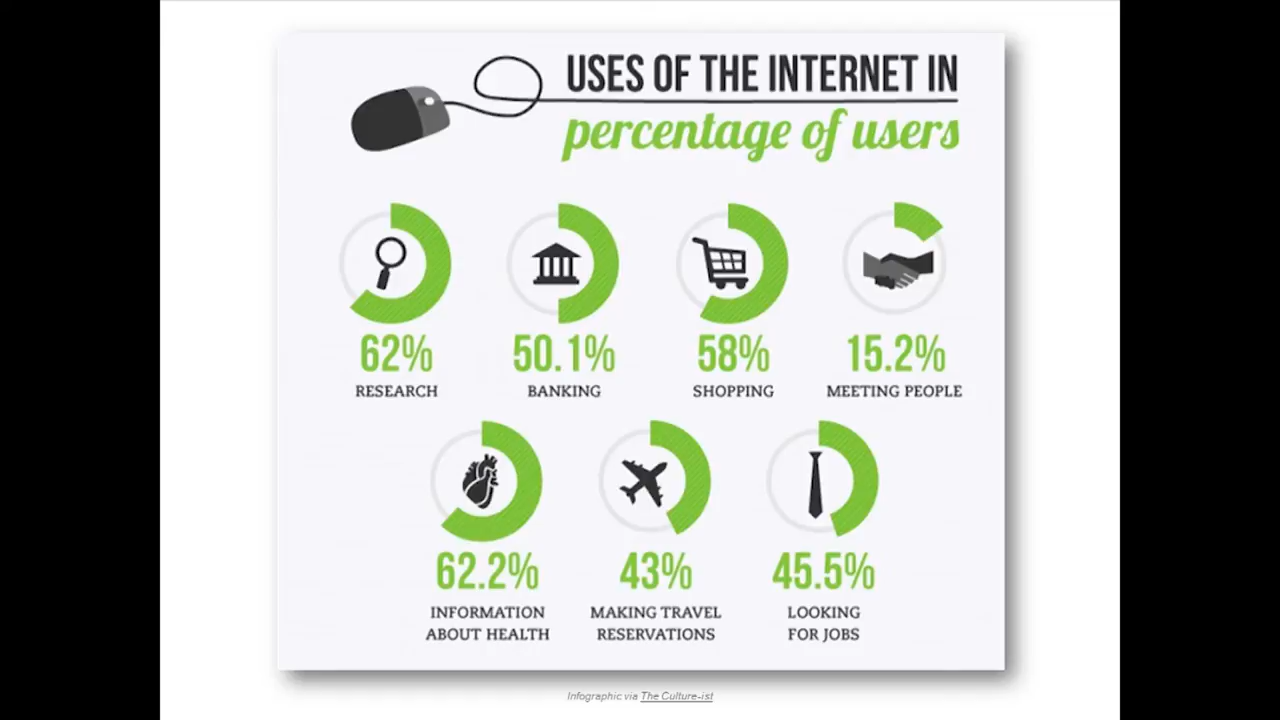 USES OF THE INTERNET IN
percentage of users
62%
RESEARCH
50.1%
BANKING
58%
SHOPPING
15.2%
MEETING PEOPLE
62.2%
INFORMATION
ABOUT HEALTH
43%
MAKING TRAVEL
RESERVATIONS
45.5%
LOOKING
FOR JOBS
Infographic via The Culture-ist